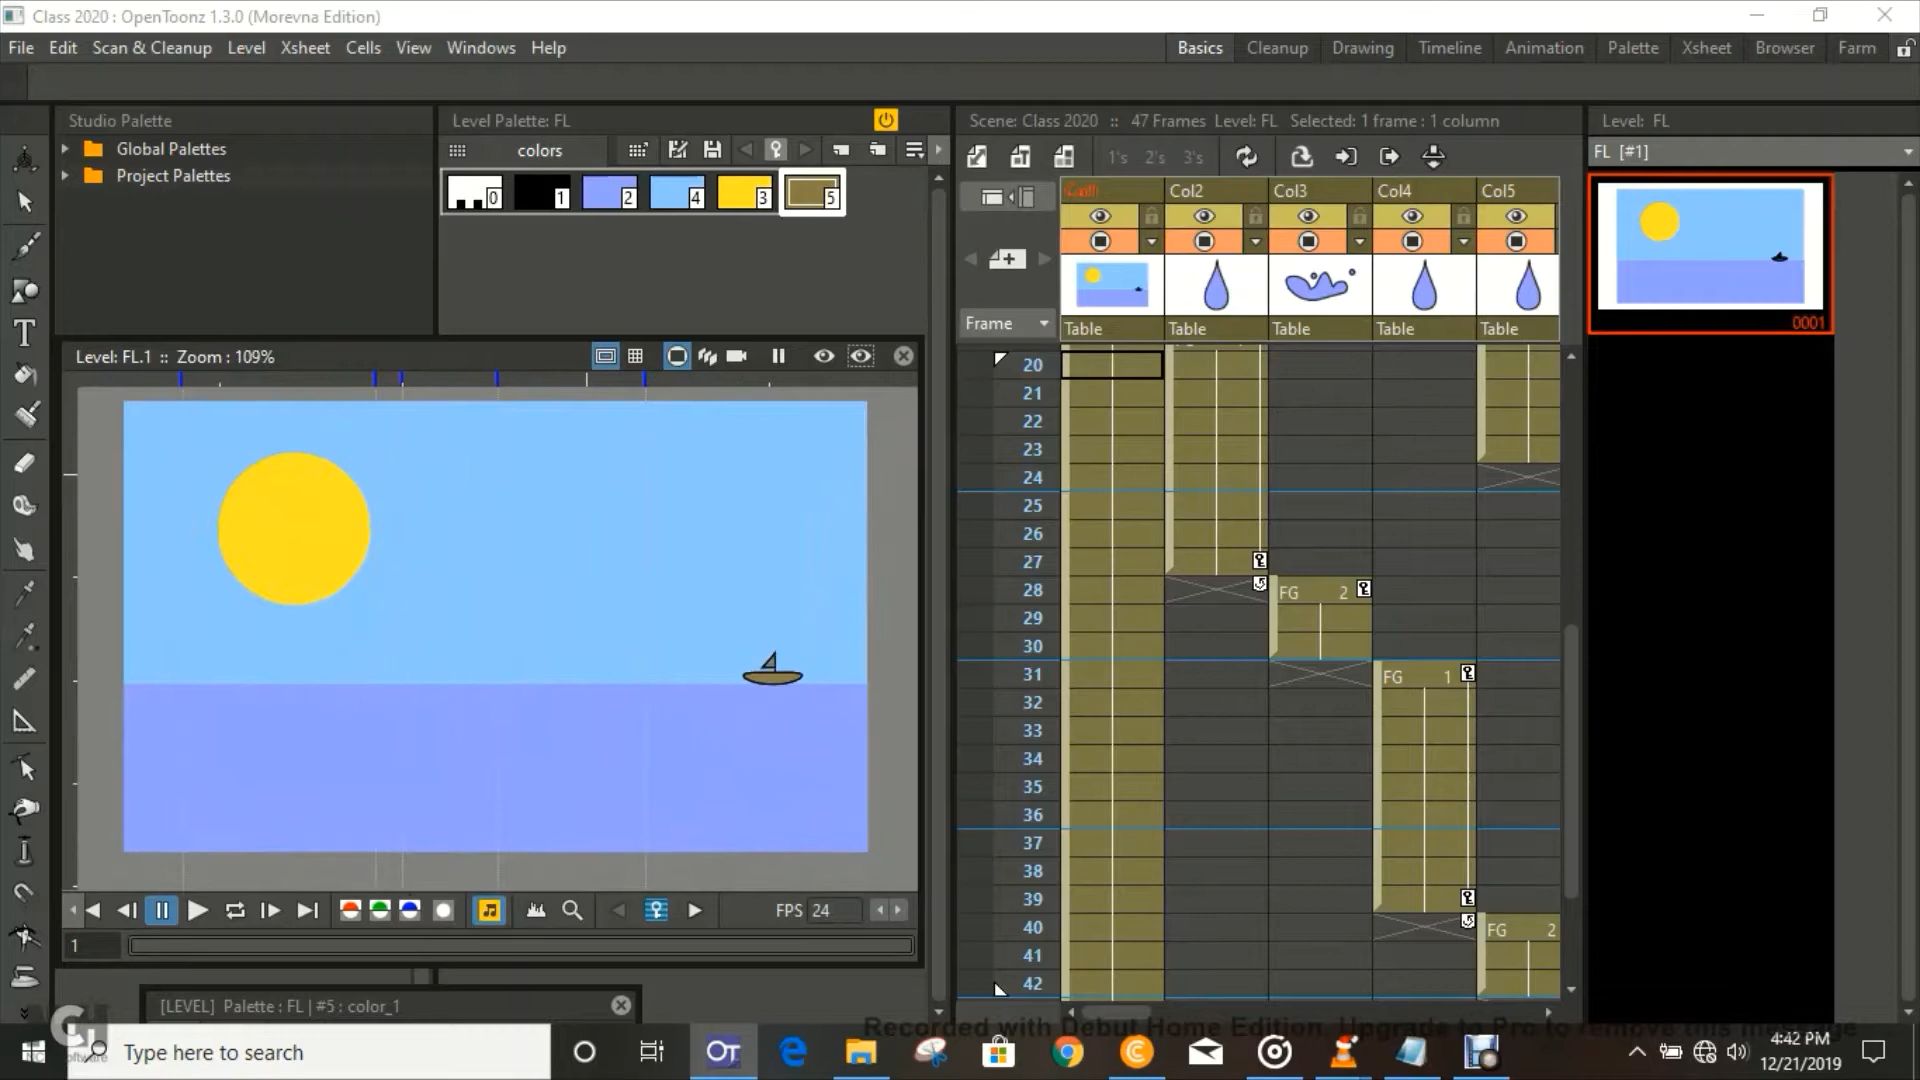 Class 2020 : OpenToonz 1.3.0 (Morevna Edition)
File Edit Scan & Cleanup Level Xsheet Cells View Windows Help
Basics Cleanup Drawing Timeline Animation Palette Xsheet Browser Farm
Studio Palette
Global Palettes
Project Palettes
Level Palette: FL
colors
0 1 2 4 3 5
Scene: Class 2020 :: 47 Frames Level: FL Selected: 1 frame : 1 column
1's 2's 3's
Col2 Col3 Col4 Col5
Frame
Table Table Table Table Table
Level: FL
FL [#1]
0001
Level: FL.1 :: Zoom : 109%
20
21
22
23
24
25
26
27
28 FG 2
29
30
31 FG 1
32
33
34
35
36
37
38
39
40 FG 2
41
42
FPS 24
1
[LEVEL] Palette : FL | #5 : color_1
Recorded with Debut Home Edition. Upgrade to Pro to remove this message
Type here to search
OT
4:42 PM
12/21/2019